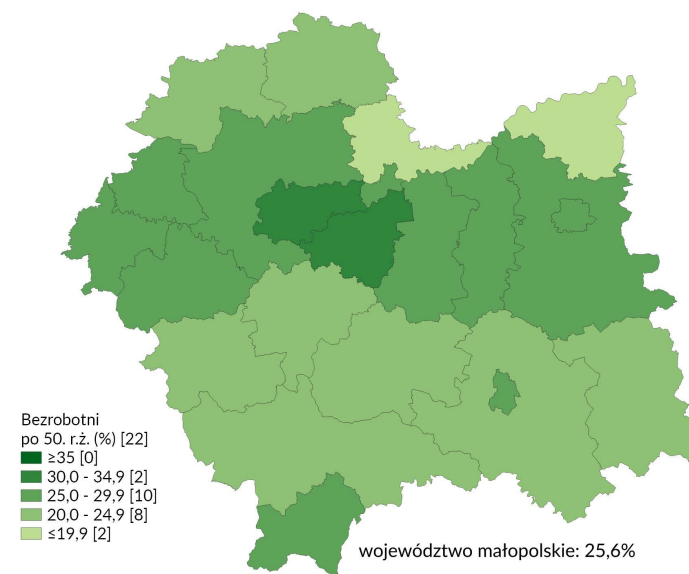 Bezrobotni
po 50. r.ż. (%) [22]
≥35 [0]
30,0 - 34,9 [2]
25,0 - 29,9 [10]
20,0 - 24,9 [8]
≤19,9 [2]
województwo małopolskie: 25,6%